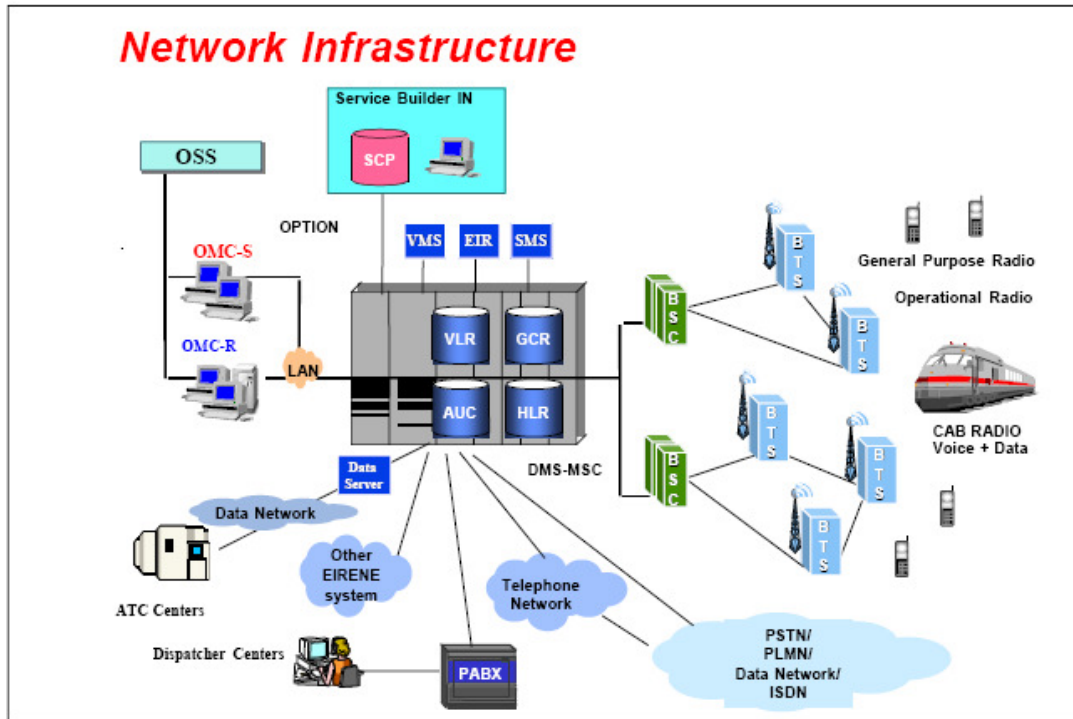 Network Infrastructure
Service Builder IN
SCP
OSS
OPTION
VMS
EIR
SMS
OMC-S
OMC-R
LAN
VLR
GCR
AUC
HLR
DMS-MSC
BSC
BSC
BTS
BTS
BTS
BTS
BTS
General Purpose Radio
Operational Radio
CAB RADIO
Voice + Data
Data
Server
Data Network
ATC Centers
Other
EIRENE
system
Telephone
Network
Dispatcher Centers
PABX
PSTN/
PLMN/
Data Network/
ISDN